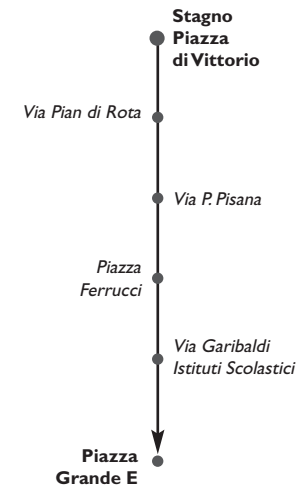 Stagno
Piazza
di Vittorio
Via Pian di Rota
Via P. Pisana
Piazza
Ferrucci
Via Garibaldi
Istituti Scolastici
Piazza
Grande E